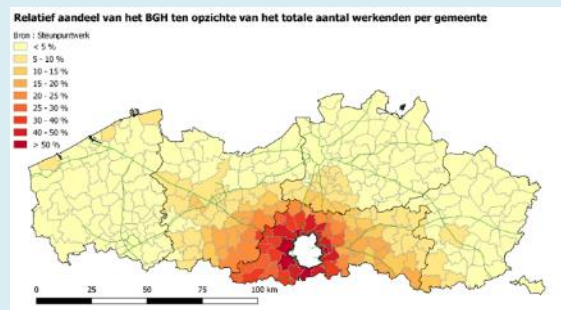 Relatief aandeel van het BGH ten opzichte van het totale aantal werkenden per gemeente
Bron : Steunpuntwerk
< 5 %
5 - 10 %
10 - 15 %
15 - 20 %
20 - 25 %
25 - 30 %
30 - 40 %
40 - 50 %
> 50 %
0 25 50 75 100 km